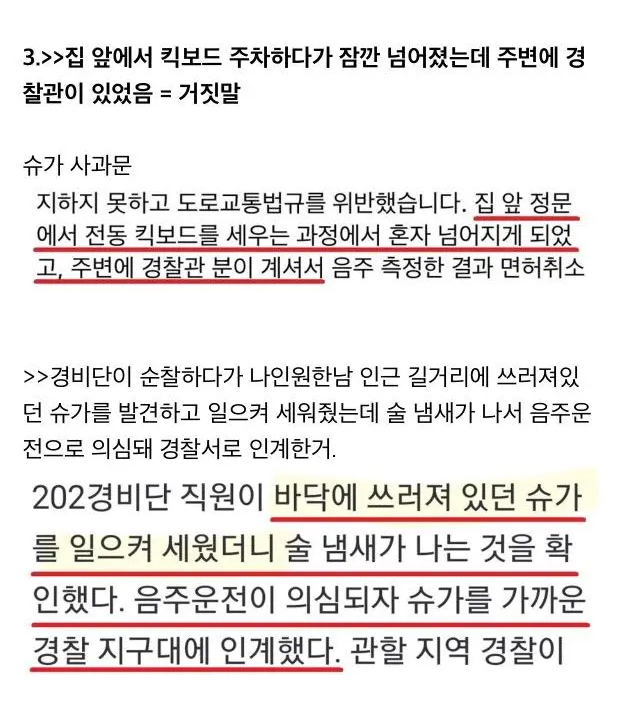 3.>>집 앞에서 킥보드 주차하다가 잠깐 넘어졌는데 주변에 경
찰관이 있었음 = 거짓말
슈가 사과문
지하지 못하고 도로교통법규를 위반했습니다. 집 앞 정문
에서 전동 킥보드를 세우는 과정에서 혼자 넘어지게 되었
고, 주변에 경찰관 분이 계셔서 음주 측정한 결과 면허취소
>>경비단이 순찰하다가 나인원한남 인근 길거리에 쓰러져있
던 슈가를 발견하고 일으켜 세워줬는데 술 냄새가 나서 음주운
전으로 의심돼 경찰서로 인계한거.
202경비단 직원이 바닥에 쓰러져 있던 슈가
를 일으켜 세웠더니 술 냄새가 나는 것을 확
인했다. 음주운전이 의심되자 슈가를 가까운
경찰 지구대에 인계했다. 관할 지역 경찰이